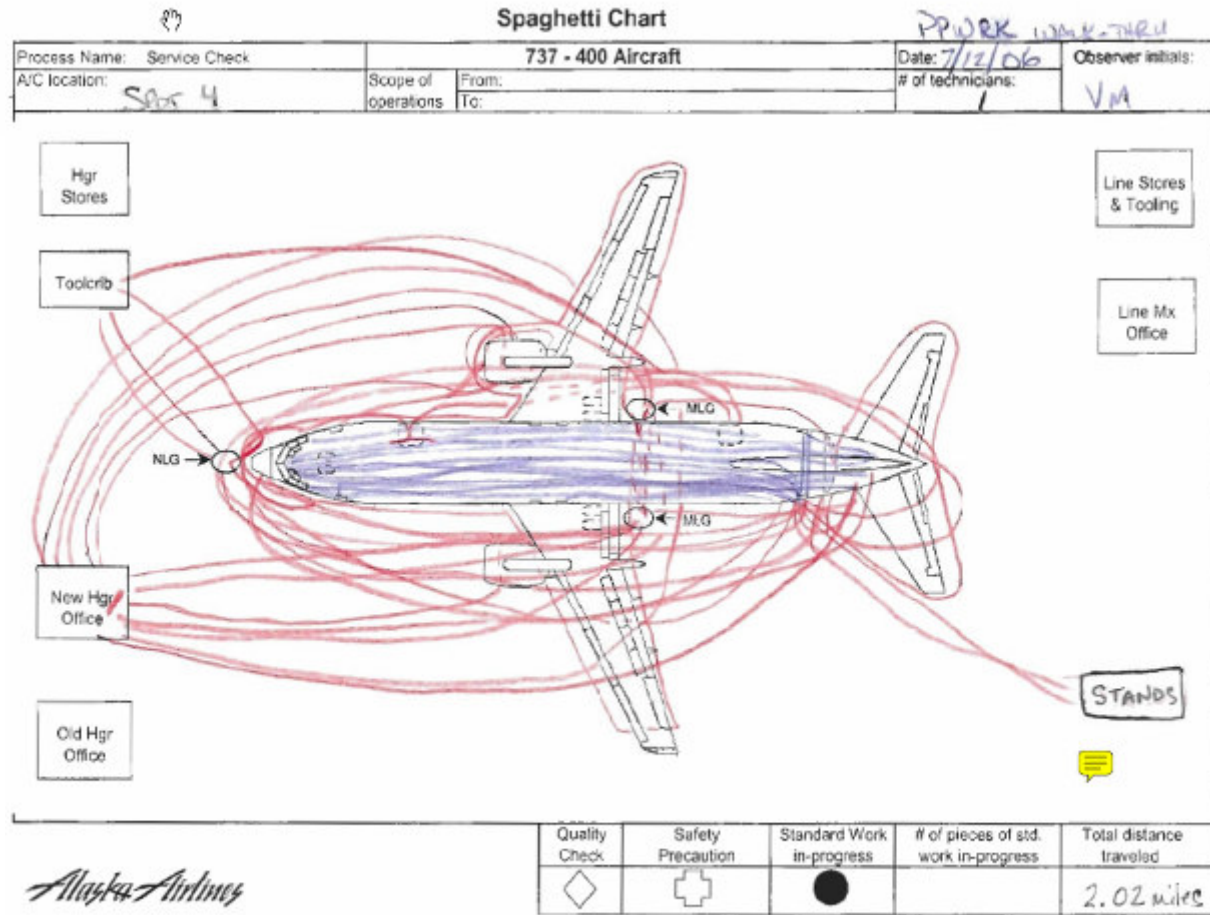 Spaghetti Chart
PPWRK WALK-THRU
Process Name: Service Check
737 - 400 Aircraft
Date: 7/12/06
Observer initials:
VM
A/C location:
Spot 4
Scope of
operations
From:
To:
# of technicians:
1
Hgr
Stores
Line Stores
& Tooling
Toolcrib
Line Mx
Office
MLG
NLG
MLG
New Hgr
Office
STANDS
Old Hgr
Office
Quality
Check
Safety
Precaution
Standard Work
in-progress
# of pieces of std.
work in-progress
Total distance
traveled
2.02 miles
Alaska Airlines